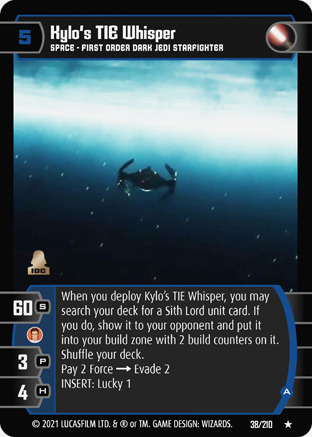 5 Kylo's TIE Whisper
SPACE - FIRST ORDER DARK JEDI STARFIGHTER
IDC
60 S
3 P
4 H
When you deploy Kylo's TIE Whisper, you may
search your deck for a Sith Lord unit card. If
you do, show it to your opponent and put it
into your build zone with 2 build counters on it.
Shuffle your deck.
Pay 2 Force → Evade 2
INSERT: Lucky 1
A
© 2021 LUCASFILM LTD. & ® or TM. GAME DESIGN: WIZARDS. 38/210 ★